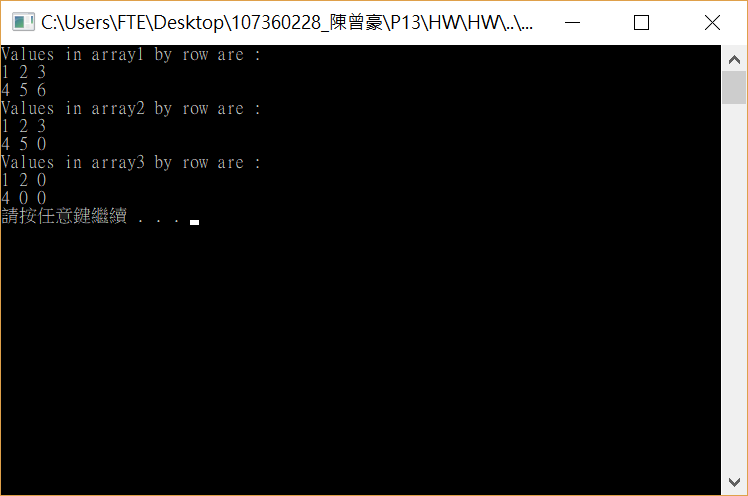 C:\Users\FTE\Desktop\107360228_陳曾豪\P13\HW\HW\..\...
Values in array1 by row are :
1 2 3
4 5 6
Values in array2 by row are :
1 2 3
4 5 0
Values in array3 by row are :
1 2 0
4 0 0
請按任意鍵繼續 . . .